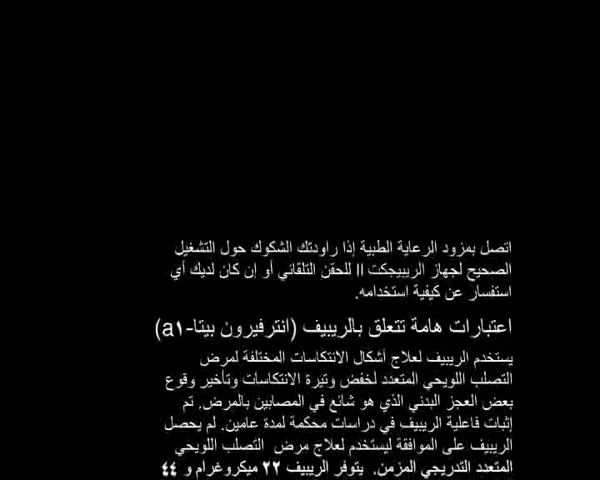 اتصل بمزود الرعاية الطبية إذا راودتك الشكوك حول التشغيل
الصحيح لجهاز الريبيجكت II للحقن التلقائي أو إن كان لديك أي
استفسار عن كيفية استخدامه.
اعتبارات هامة تتعلق بالريبيف (انترفيرون بيتا-a١)
يستخدم الريبيف لعلاج أشكال الانتكاسات المختلفة لمرض
التصلب اللويحي المتعدد لخفض وتيرة الانتكاسات وتأخير وقوع
بعض العجز البدني الذي هو شائع في المصابين بالمرض. تم
إثبات فاعلية الريبيف في دراسات محكمة لمدة عامين. لم يحصل
الريبيف على الموافقة ليستخدم لعلاج مرض التصلب اللويحي
المتعدد التدريجي المزمن. يتوفر الريبيف ٢٢ ميكروغرام و ٤٤